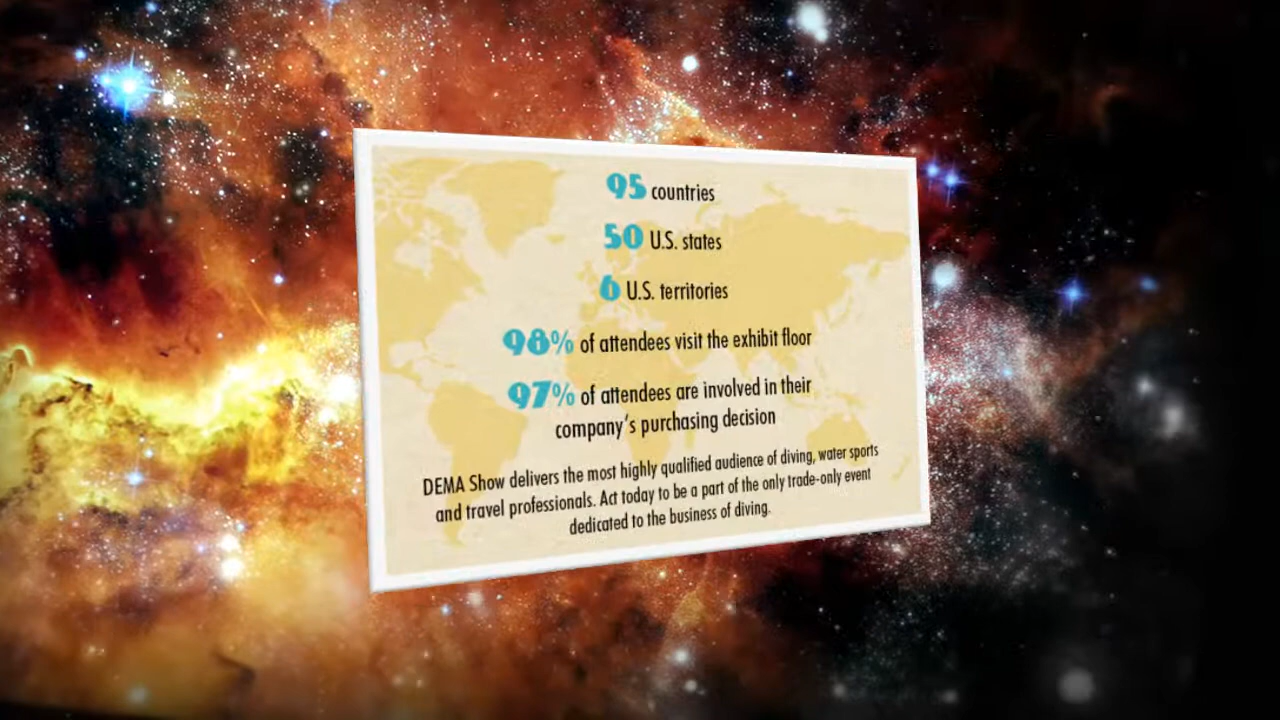 95 countries
50 U.S. states
6 U.S. territories
98% of attendees visit the exhibit floor
97% of attendees are involved in their
company's purchasing decision
DEMA Show delivers the most highly qualified audience of diving, water sports
and travel professionals. Act today to be a part of the only trade-only event
dedicated to the business of diving.